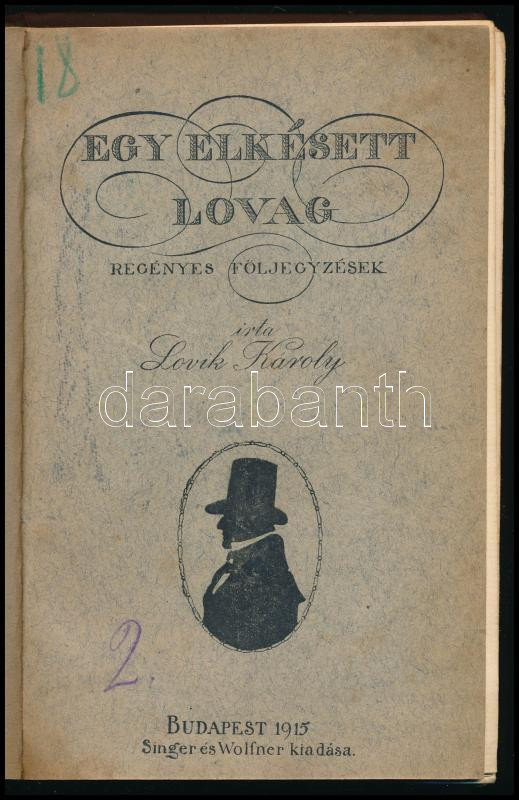 18
EGY ELKÉSETT
LOVAG
REGÉNYES FÖLJEGYZÉSEK
irta
Lovik Károly
darabanth
2.
BUDAPEST 1915
Singer és Wolfner kiadása.